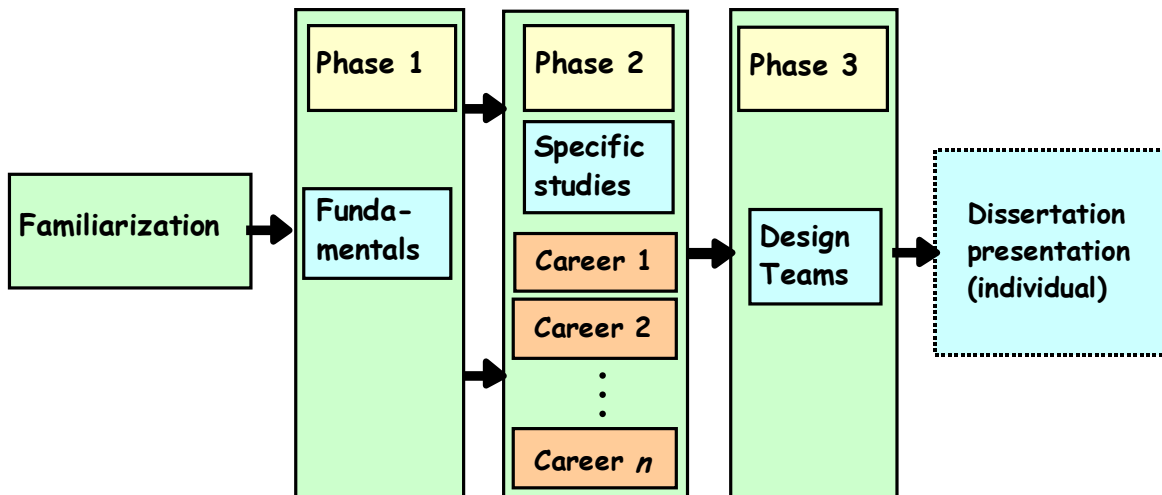 Familiarization
Phase 1
Funda-
mentals
Phase 2
Specific
studies
Career 1
Career 2
Career n
Phase 3
Design
Teams
Dissertation
presentation
(individual)